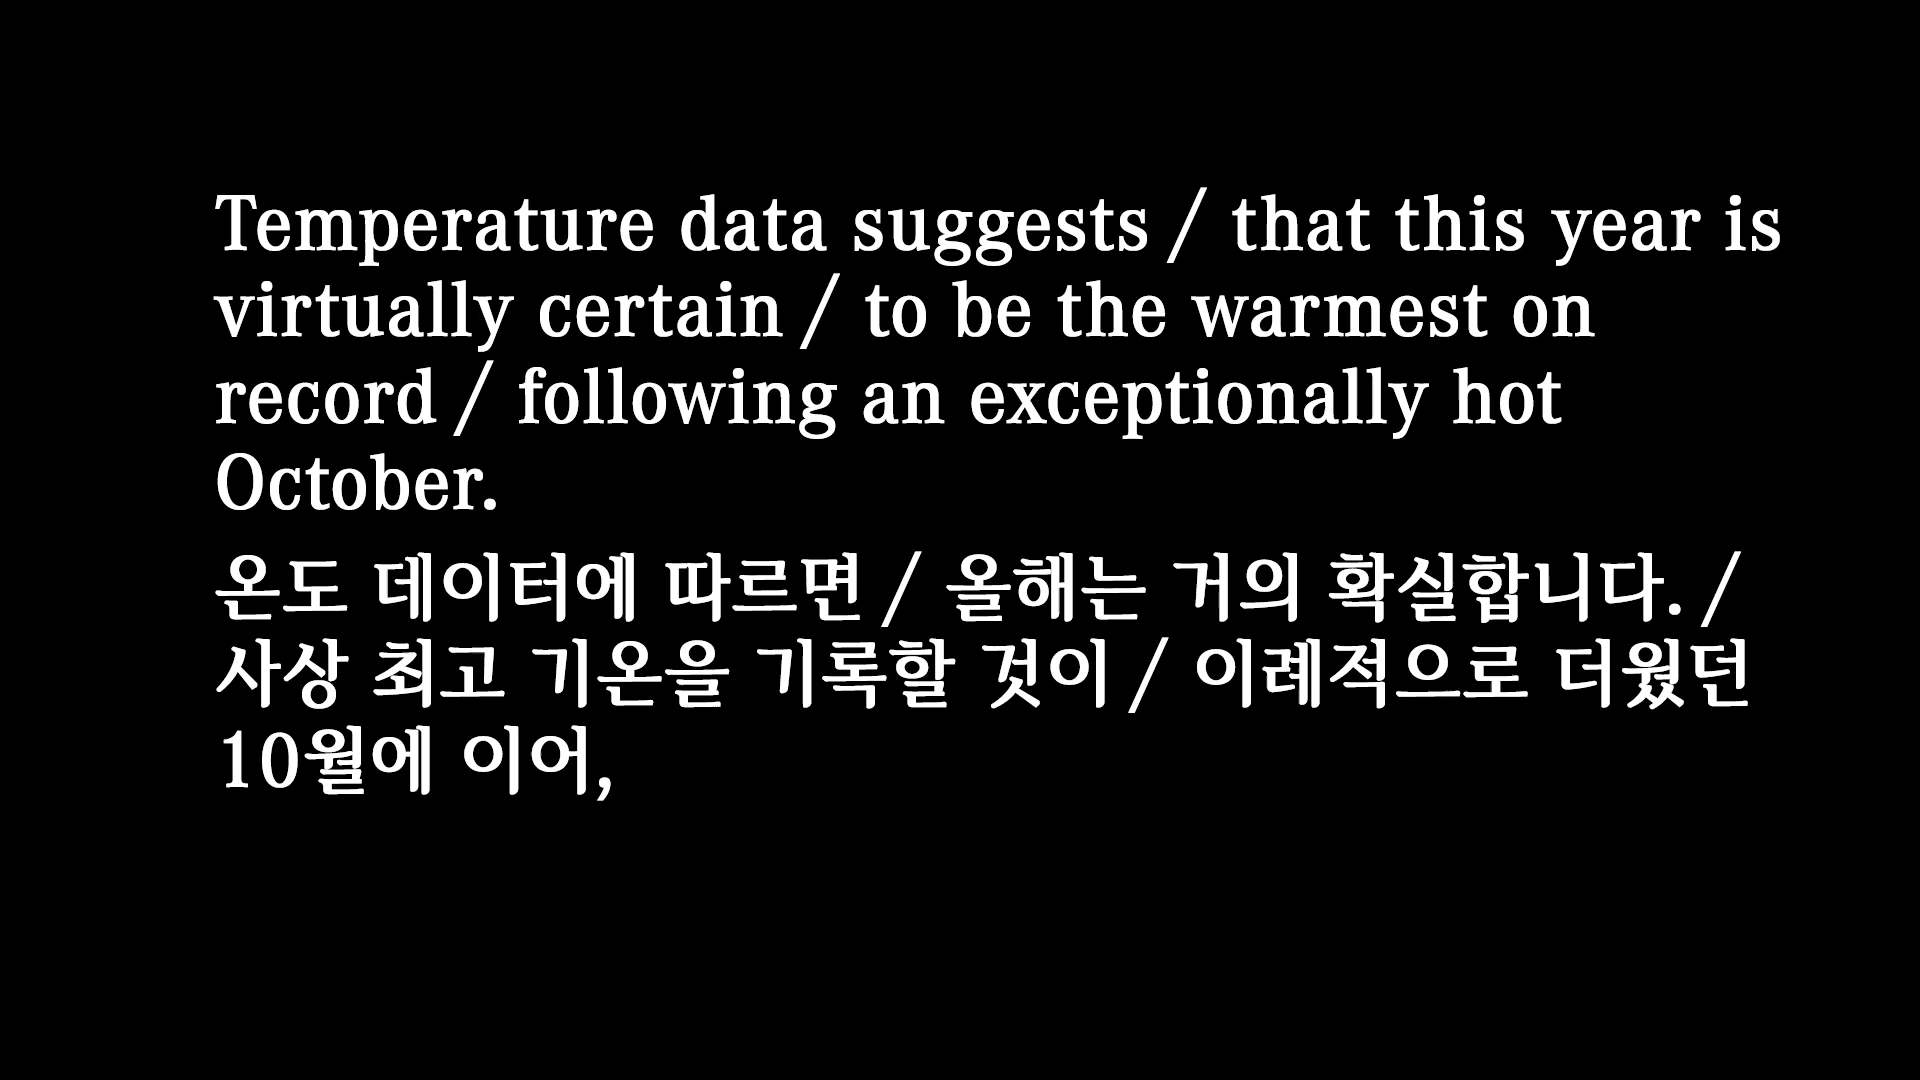 Temperature data suggests / that this year is
virtually certain / to be the warmest on
record / following an exceptionally hot
October.
온도 데이터에 따르면 / 올해는 거의 확실합니다. /
사상 최고 기온을 기록할 것이 / 이례적으로 더웠던
10월에 이어,